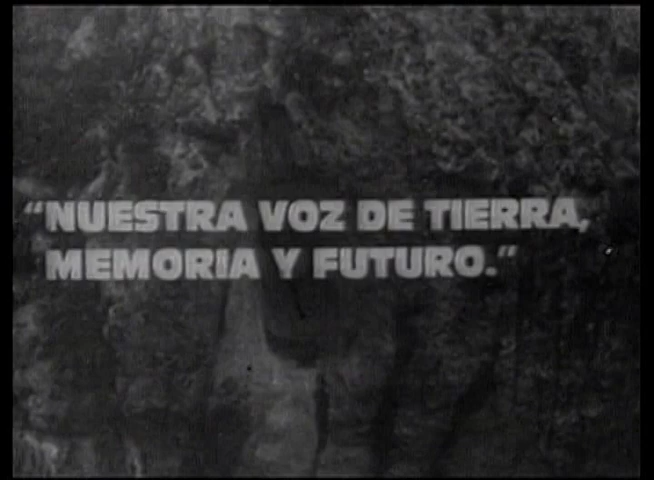 “NUESTRA VOZ DE TIERRA,
MEMORIA Y FUTURO.”